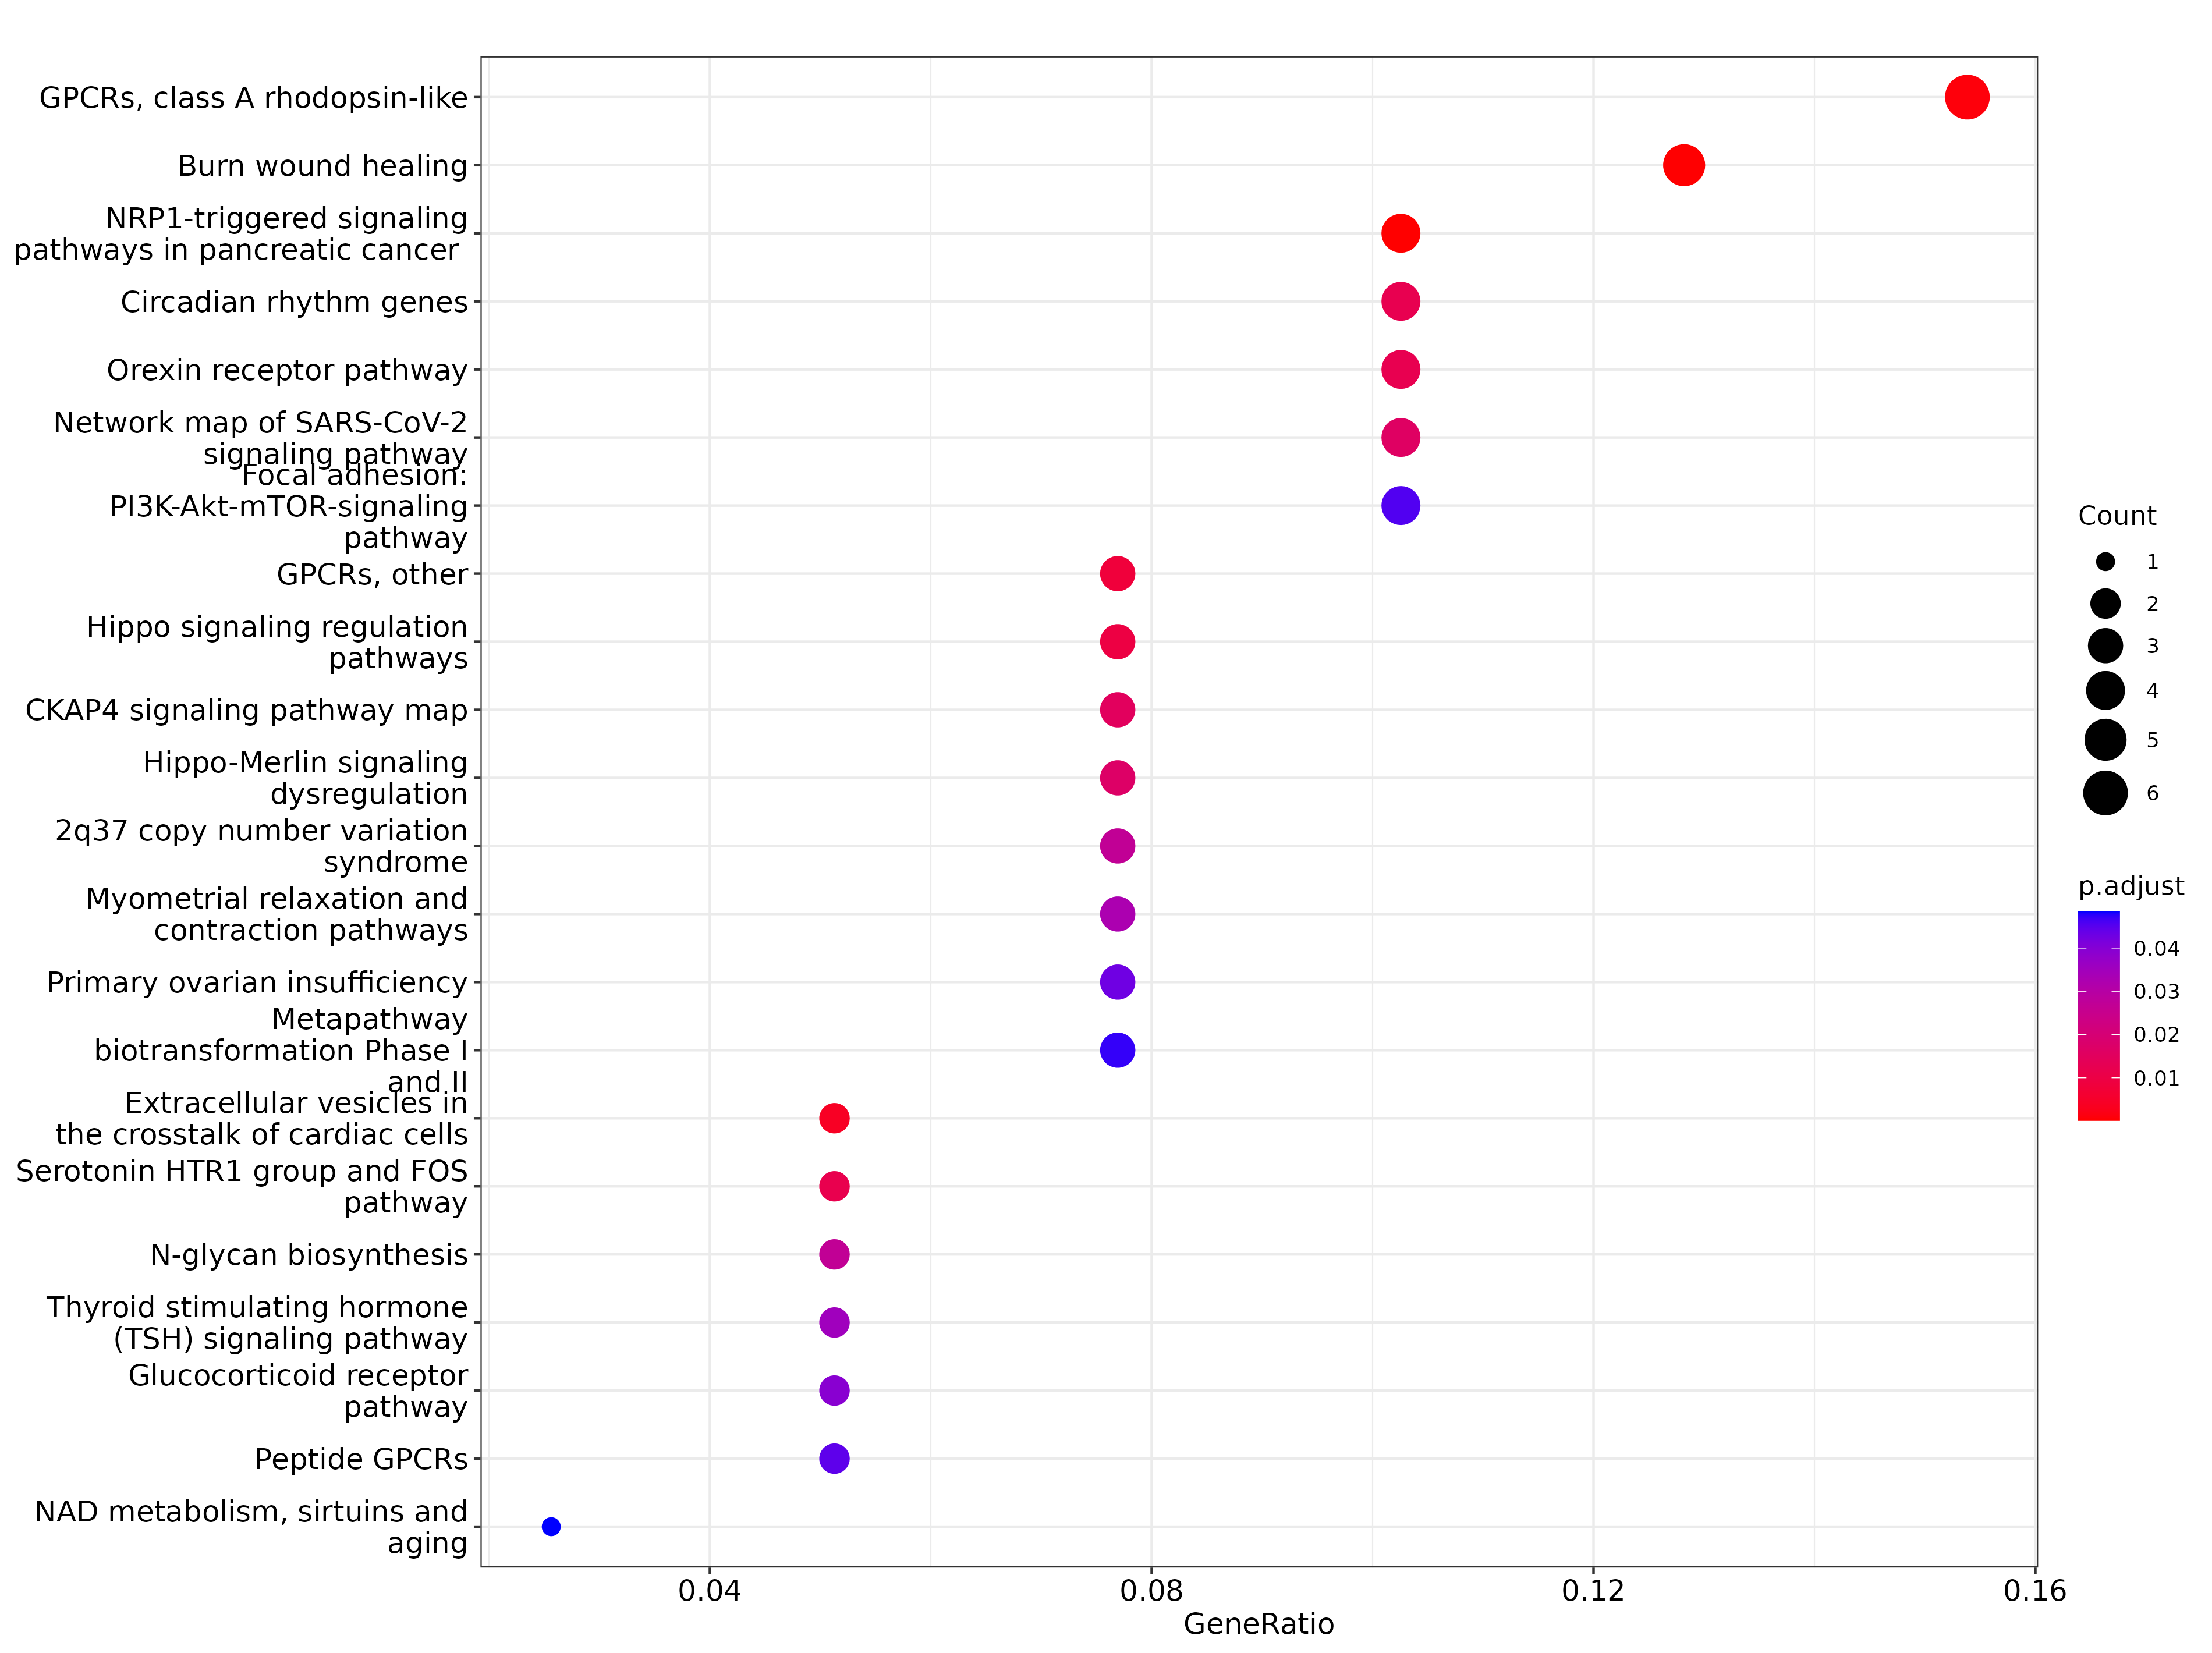 GPCRs, class A rhodopsin-like
Burn wound healing
NRP1-triggered signaling
pathways in pancreatic cancer
Circadian rhythm genes
Orexin receptor pathway
Network map of SARS-CoV-2
signaling pathway
Focal adhesion:
PI3K-Akt-mTOR-signaling
pathway
GPCRs, other
Hippo signaling regulation
pathways
CKAP4 signaling pathway map
Hippo-Merlin signaling
dysregulation
2q37 copy number variation
syndrome
Myometrial relaxation and
contraction pathways
Primary ovarian insufficiency
Metapathway
biotransformation Phase I
and II
Extracellular vesicles in
the crosstalk of cardiac cells
Serotonin HTR1 group and FOS
pathway
N-glycan biosynthesis
Thyroid stimulating hormone
(TSH) signaling pathway
Glucocorticoid receptor
pathway
Peptide GPCRs
NAD metabolism, sirtuins and
aging
0.04 0.08 0.12 0.16
GeneRatio
Count
1
2
3
4
5
6
p.adjust
0.04
0.03
0.02
0.01